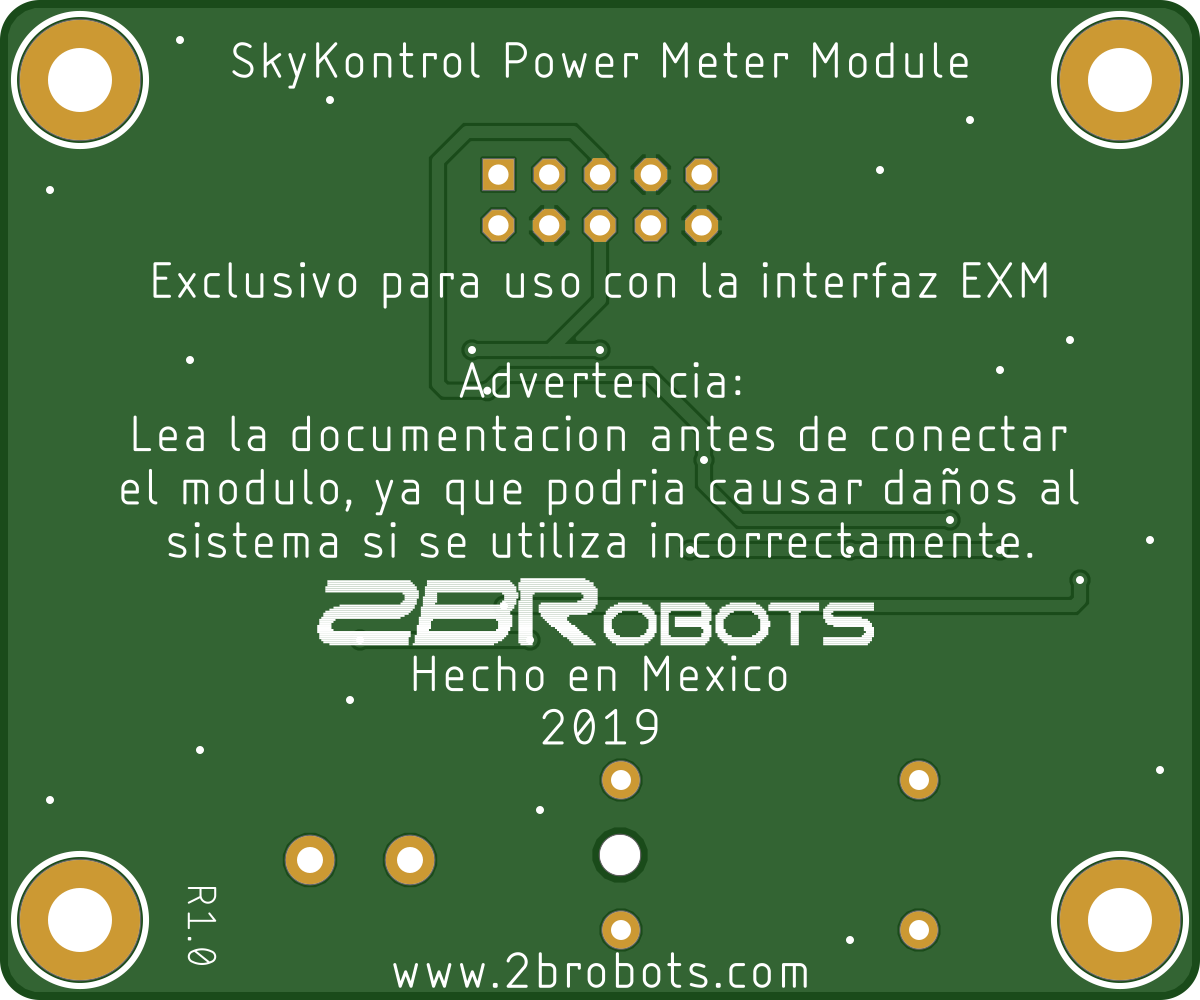 SkyKontrol Power Meter Module
Exclusivo para uso con la interfaz EXM
Advertencia:
Lea la documentacion antes de conectar
el modulo, ya que podria causar daños al
sistema si se utiliza incorrectamente.
2BRobots
Hecho en Mexico
2019
R1.0
www.2brobots.com